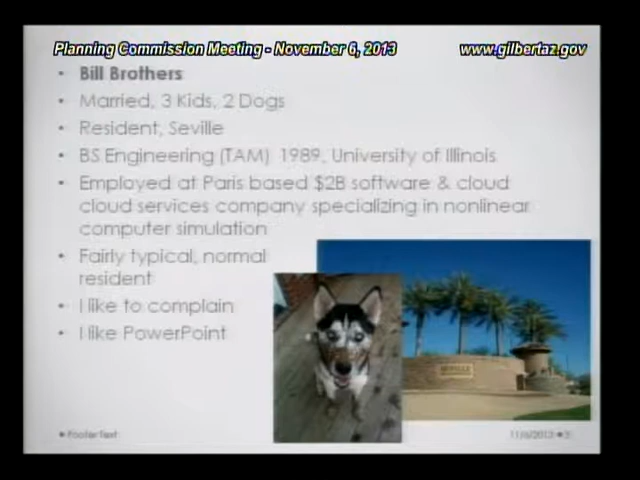 Planning Commission Meeting - November 6, 2013 www.gilbertaz.gov
• Bill Brothers
• Married, 3 Kids, 2 Dogs
• Resident, Seville
• BS Engineering (TAM) 1989, University of Illinois
• Employed at Paris based $2B software & cloud
cloud services company specializing in nonlinear
computer simulation
• Fairly typical, normal
resident
• I like to complain
• I like PowerPoint
SEVILLE
Footer Text 11/6/2013